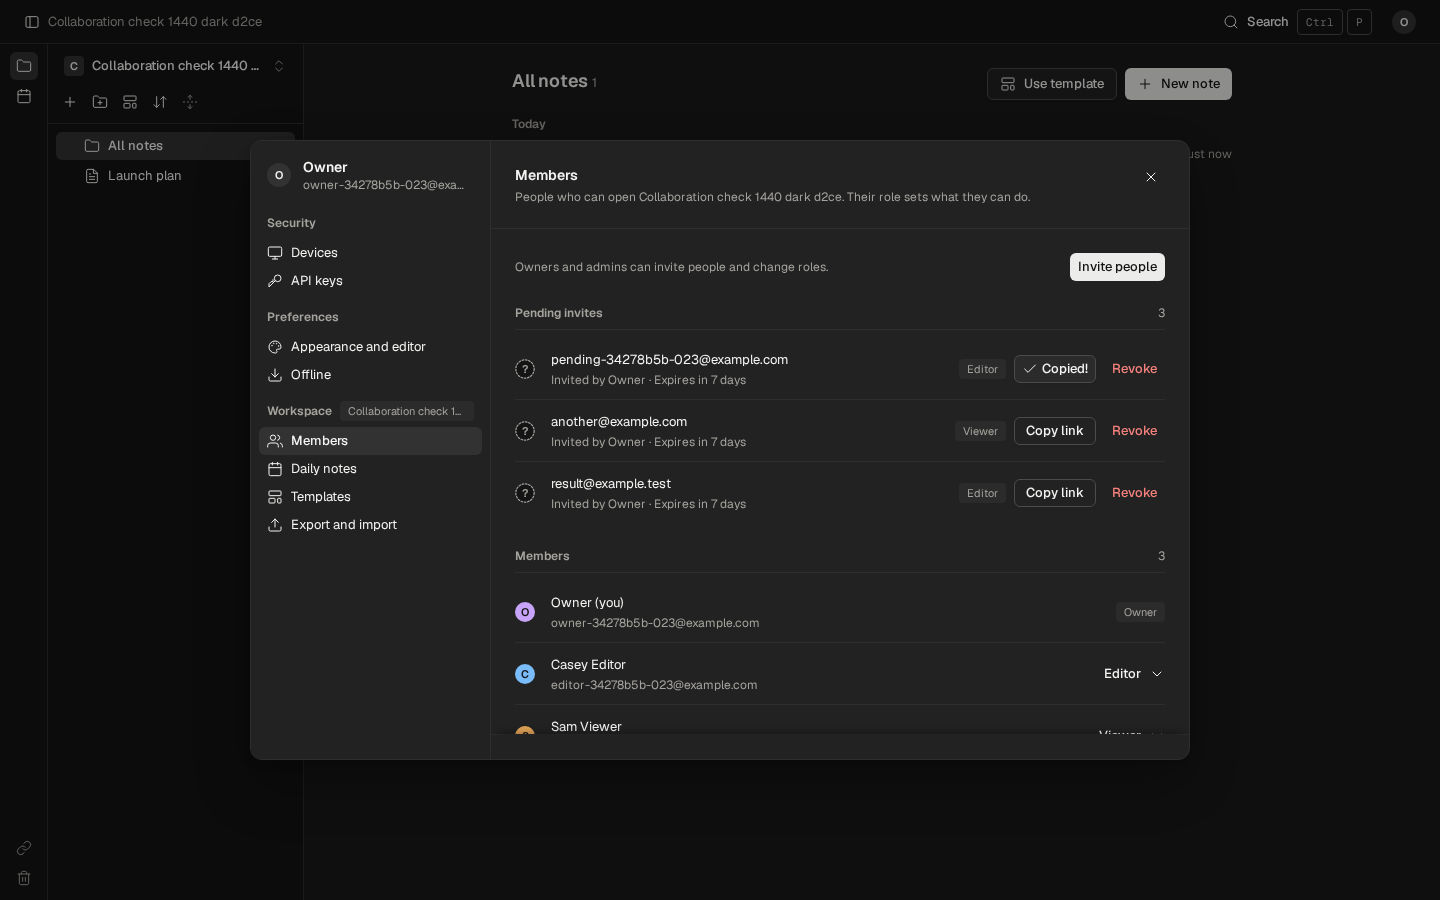 Collaboration check 1440 dark d2ce
Search Ctrl P O
C Collaboration check 1440 ...
All notes
Launch plan
All notes 1
Use template
New note
Today
ust now
O Owner
owner-34278b5b-023@exa...
Security
Devices
API keys
Preferences
Appearance and editor
Offline
Workspace Collaboration check 1...
Members
Daily notes
Templates
Export and import
Members
People who can open Collaboration check 1440 dark d2ce. Their role sets what they can do.
Owners and admins can invite people and change roles.
Invite people
Pending invites 3
? pending-34278b5b-023@example.com
Invited by Owner · Expires in 7 days
Editor Copied! Revoke
? another@example.com
Invited by Owner · Expires in 7 days
Viewer Copy link Revoke
? result@example.test
Invited by Owner · Expires in 7 days
Editor Copy link Revoke
Members 3
O Owner (you)
owner-34278b5b-023@example.com
Owner
C Casey Editor
editor-34278b5b-023@example.com
Editor
Sam Viewer
Viewer